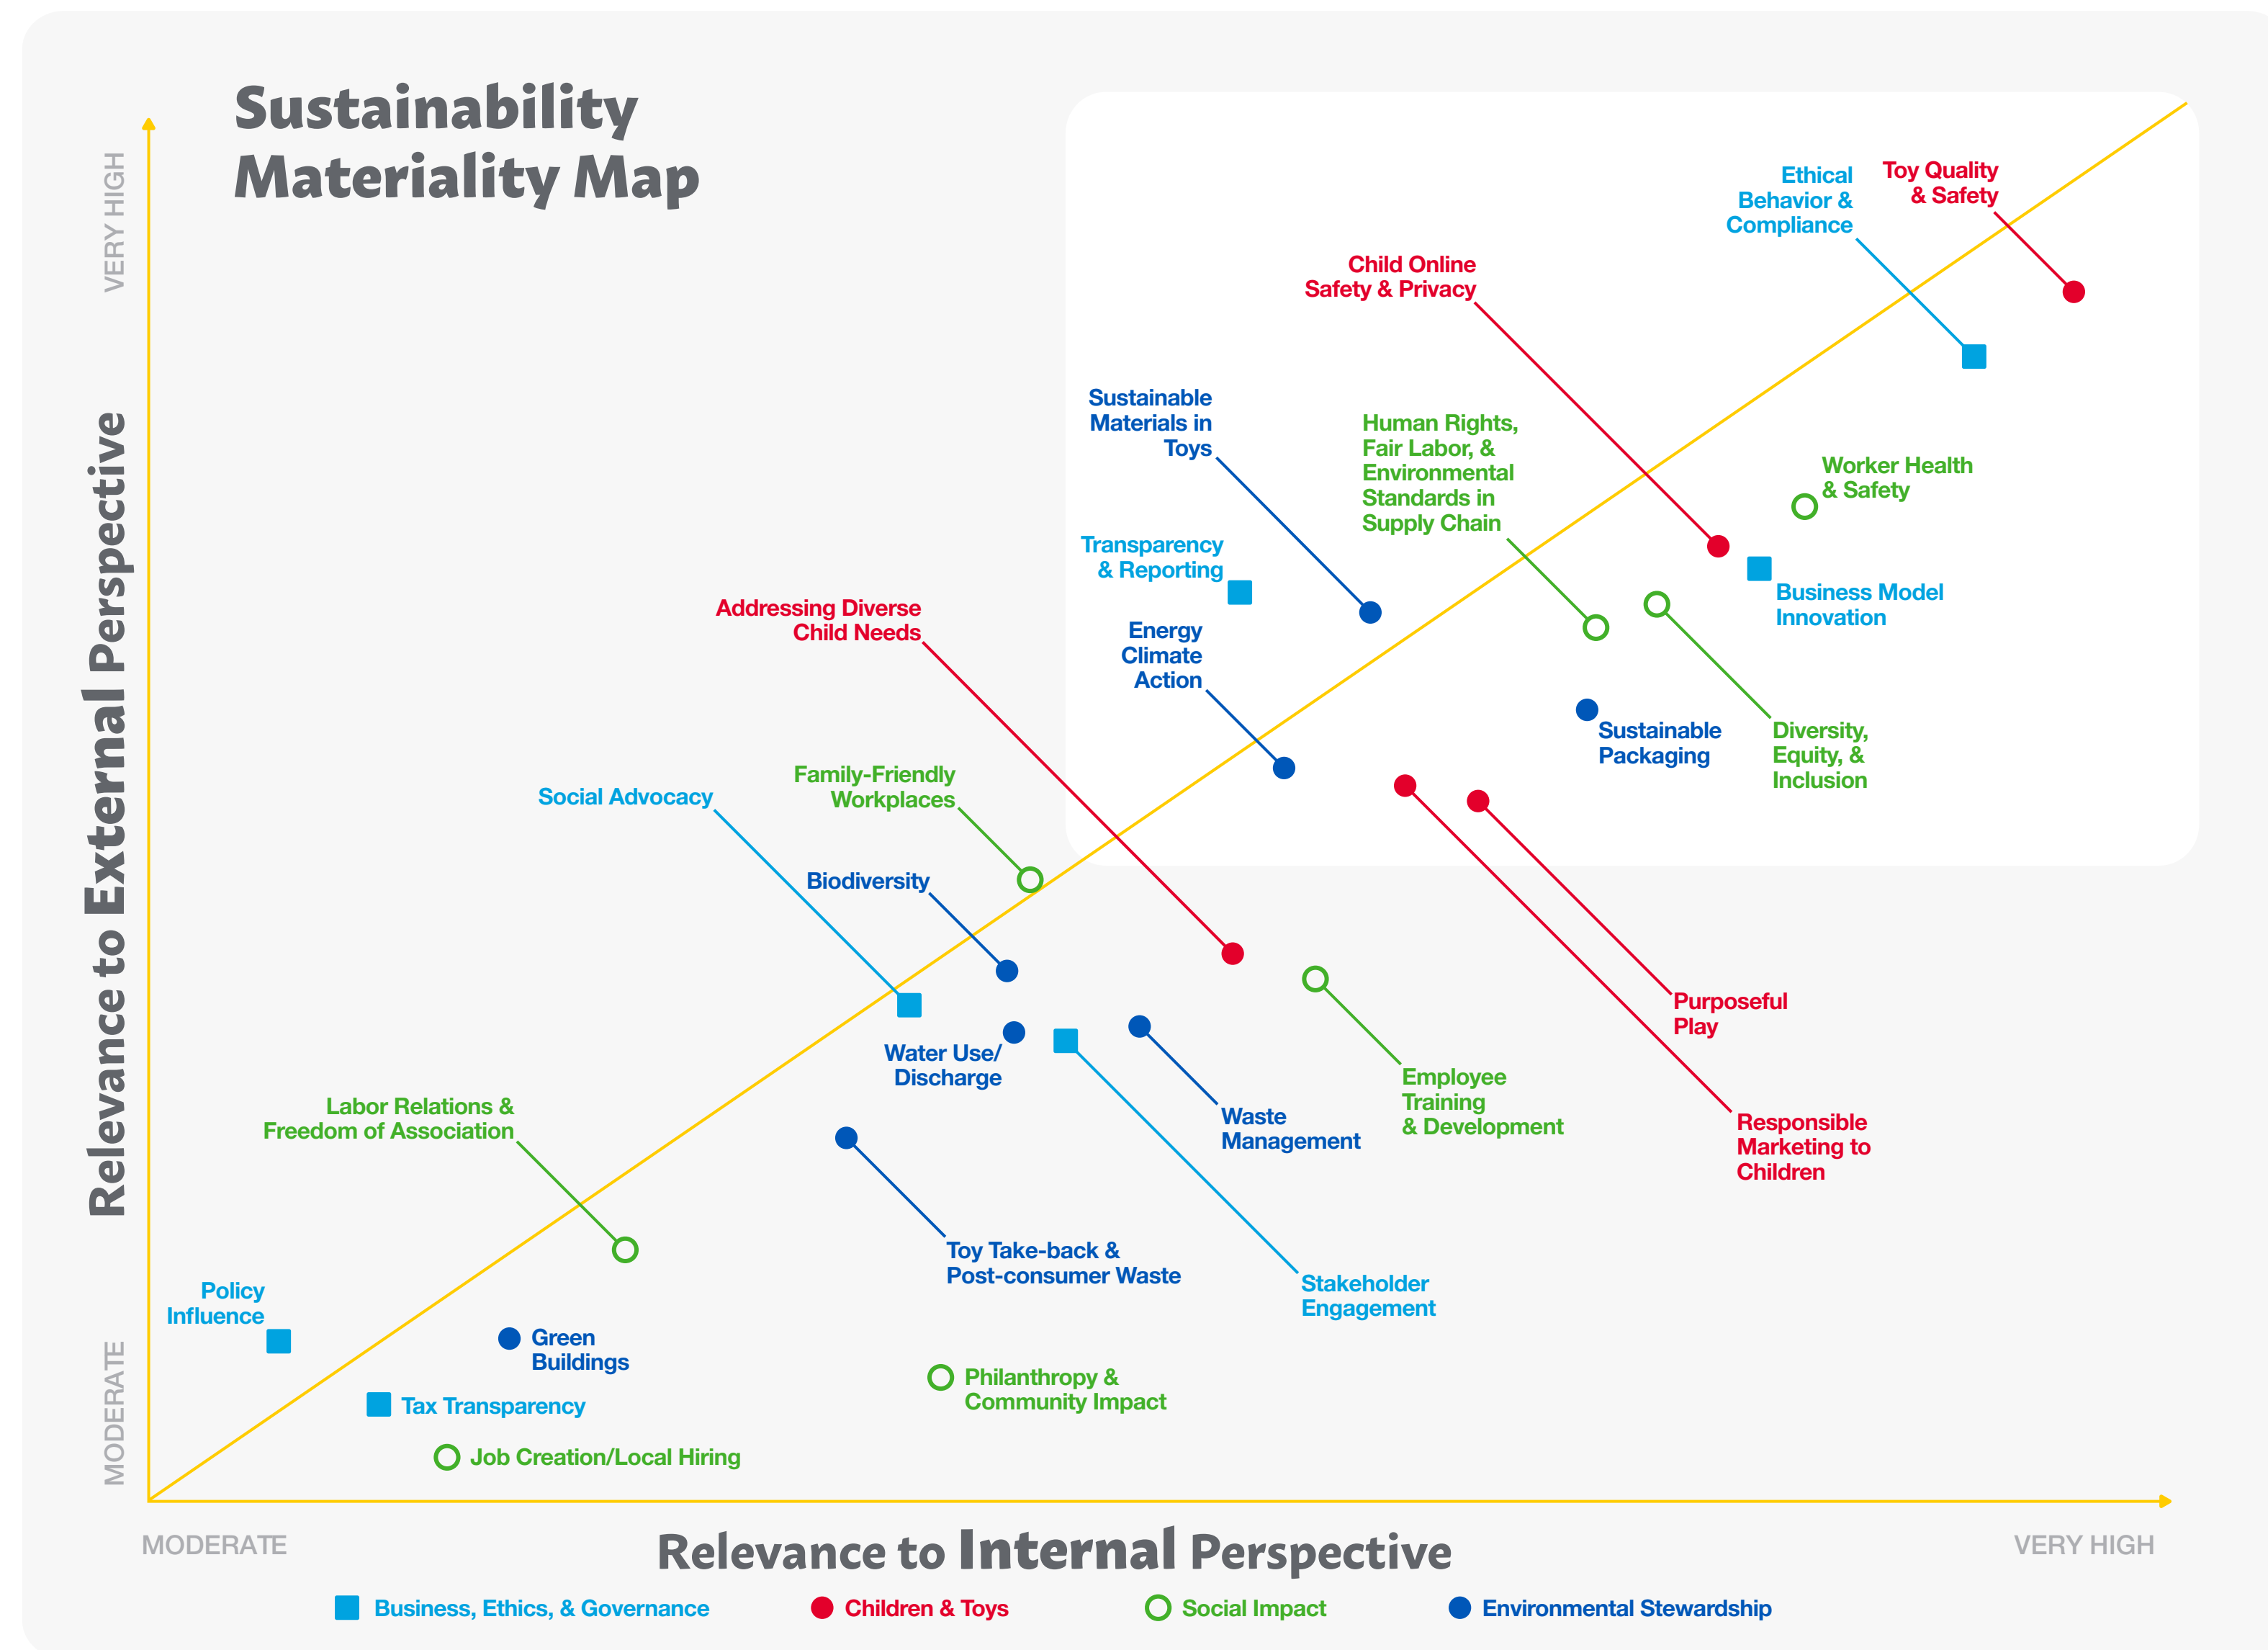 Sustainability
Materiality Map
VERY HIGH
Relevance to External Perspective
MODERATE
Ethical
Behavior &
Compliance
Toy Quality
& Safety
Child Online
Safety & Privacy
Sustainable
Materials in
Toys
Human Rights,
Fair Labor, &
Environmental
Standards in
Supply Chain
Worker Health
& Safety
Transparency
& Reporting
Business Model
Innovation
Addressing Diverse
Child Needs
Energy
Climate
Action
Sustainable
Packaging
Diversity,
Equity, &
Inclusion
Family-Friendly
Workplaces
Social Advocacy
Biodiversity
Purposeful
Play
Water Use/
Discharge
Employee
Training
& Development
Waste
Management
Responsible
Marketing to
Children
Labor Relations &
Freedom of Association
Toy Take-back &
Post-consumer Waste
Stakeholder
Engagement
Policy
Influence
Green
Buildings
Philanthropy &
Community Impact
Tax Transparency
Job Creation/Local Hiring
MODERATE
Relevance to Internal Perspective
VERY HIGH
Business, Ethics, & Governance
Children & Toys
Social Impact
Environmental Stewardship